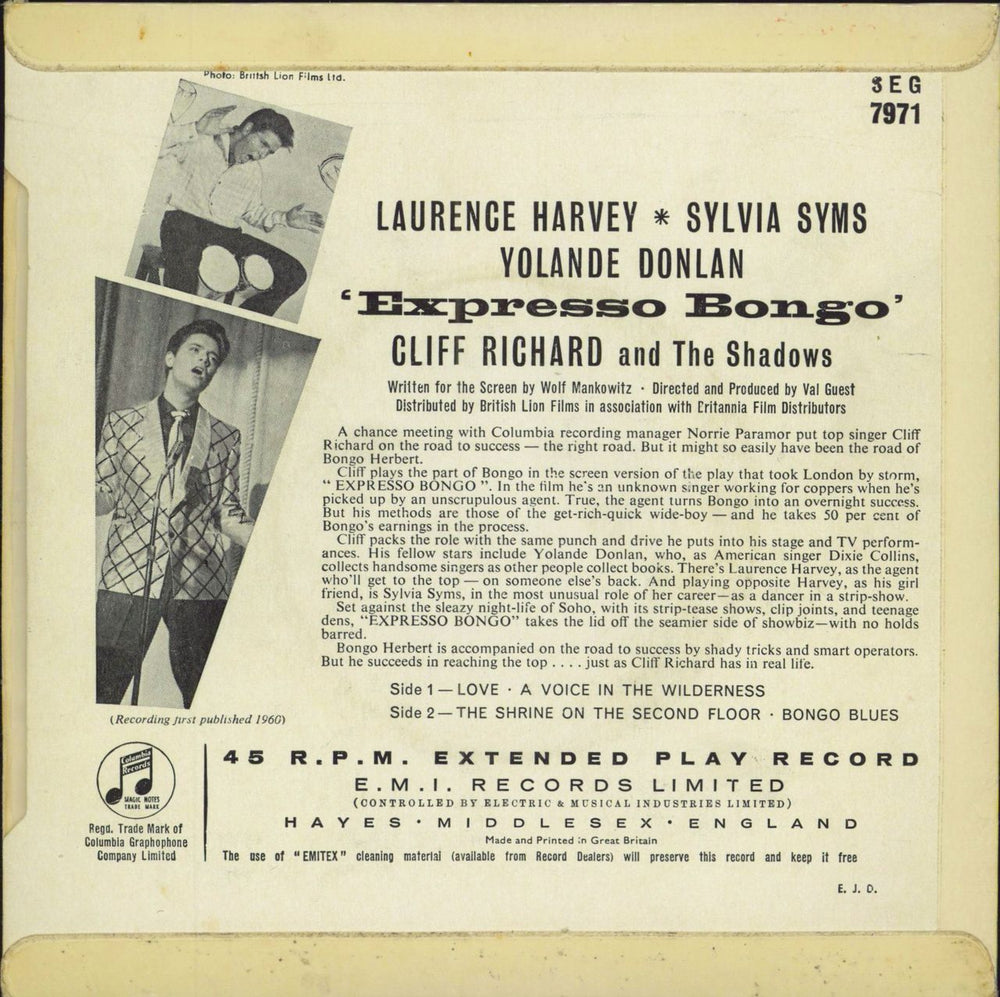 Photo: British Lion Films Ltd.
SEG
7971
LAURENCE HARVEY * SYLVIA SYMS
YOLANDE DONLAN
‘Expresso Bongo’
CLIFF RICHARD and The Shadows
Written for the Screen by Wolf Mankowitz · Directed and Produced by Val Guest
Distributed by British Lion Films in association with Britannia Film Distributors
A chance meeting with Columbia recording manager Norrie Paramor put top singer Cliff
Richard on the road to success — the right road. But it might so easily have been the road of
Bongo Herbert.
Cliff plays the part of Bongo in the screen version of the play that took London by storm,
“ EXPRESSO BONGO ”. In the film he's an unknown singer working for coppers when he's
picked up by an unscrupulous agent. True, the agent turns Bongo into an overnight success.
But his methods are those of the get-rich-quick wide-boy — and he takes 50 per cent of
Bongo's earnings in the process.
Cliff packs the role with the same punch and drive he puts into his stage and TV perform-
ances. His fellow stars include Yolande Donlan, who, as American singer Dixie Collins,
collects handsome singers as other people collect books. There's Laurence Harvey, as the agent
who'll get to the top — on someone else's back. And playing opposite Harvey, as his girl
friend, is Sylvia Syms, in the most unusual role of her career—as a dancer in a strip-show.
Set against the sleazy night-life of Soho, with its strip-tease shows, clip joints, and teenage
dens, “EXPRESSO BONGO” takes the lid off the seamier side of showbiz—with no holds
barred.
Bongo Herbert is accompanied on the road to success by shady tricks and smart operators.
But he succeeds in reaching the top . . . . just as Cliff Richard has in real life.
Side 1 — LOVE · A VOICE IN THE WILDERNESS
Side 2 — THE SHRINE ON THE SECOND FLOOR · BONGO BLUES
(Recording first published 1960)
Columbia
Records
MAGIC NOTES
TRADE MARK
Regd. Trade Mark of
Columbia Graphophone
Company Limited
45 R.P.M. EXTENDED PLAY RECORD
E.M.I. RECORDS LIMITED
(CONTROLLED BY ELECTRIC & MUSICAL INDUSTRIES LIMITED)
HAYES · MIDDLESEX · ENGLAND
Made and Printed in Great Britain
The use of “EMITEX” cleaning material (available from Record Dealers) will preserve this record and keep it free
E. J. D.